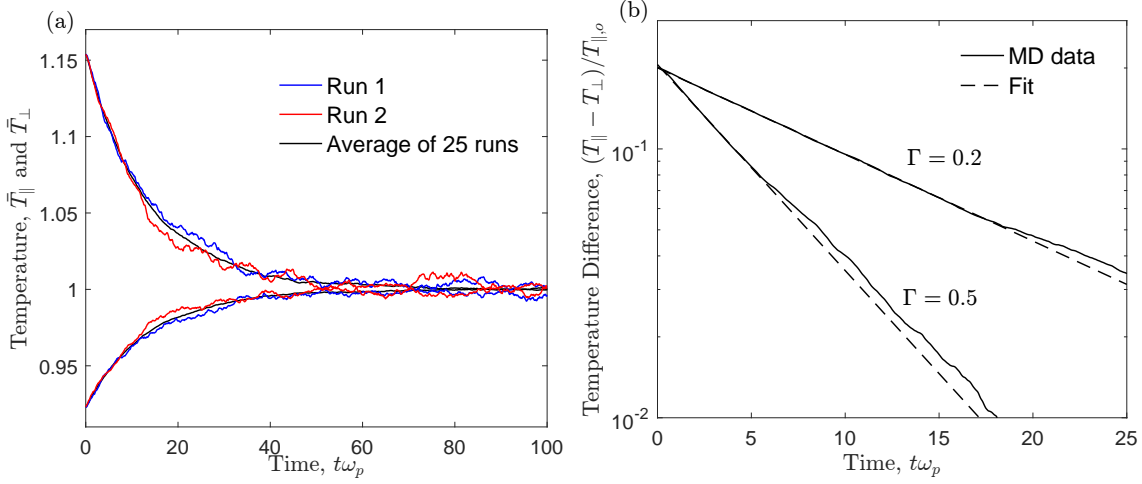 (a)
Temperature, T̄∥ and T̄⊥
1.15
1.1
1.05
1
0.95
0
20
40
60
80
100
Time, tωp
Run 1
Run 2
Average of 25 runs
(b)
Temperature Difference, (T∥ − T⊥)/T∥,o
10⁻¹
10⁻²
0
5
10
15
20
25
Time, tωp
MD data
Fit
Γ = 0.2
Γ = 0.5